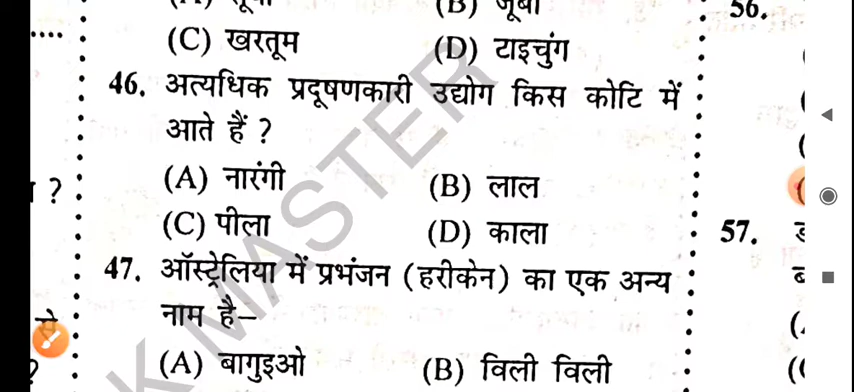 56.
(C) खरतूम (D) टाइचुंग
46. अत्यधिक प्रदूषणकारी उद्योग किस कोटि में
आते हैं ?
(A) नारंगी (B) लाल
(C) पीला (D) काला
57.
47. ऑस्ट्रेलिया में प्रभंजन (हरीकेन) का एक अन्य
नाम है–
(A) बागुइओ (B) विली विली
MASTER